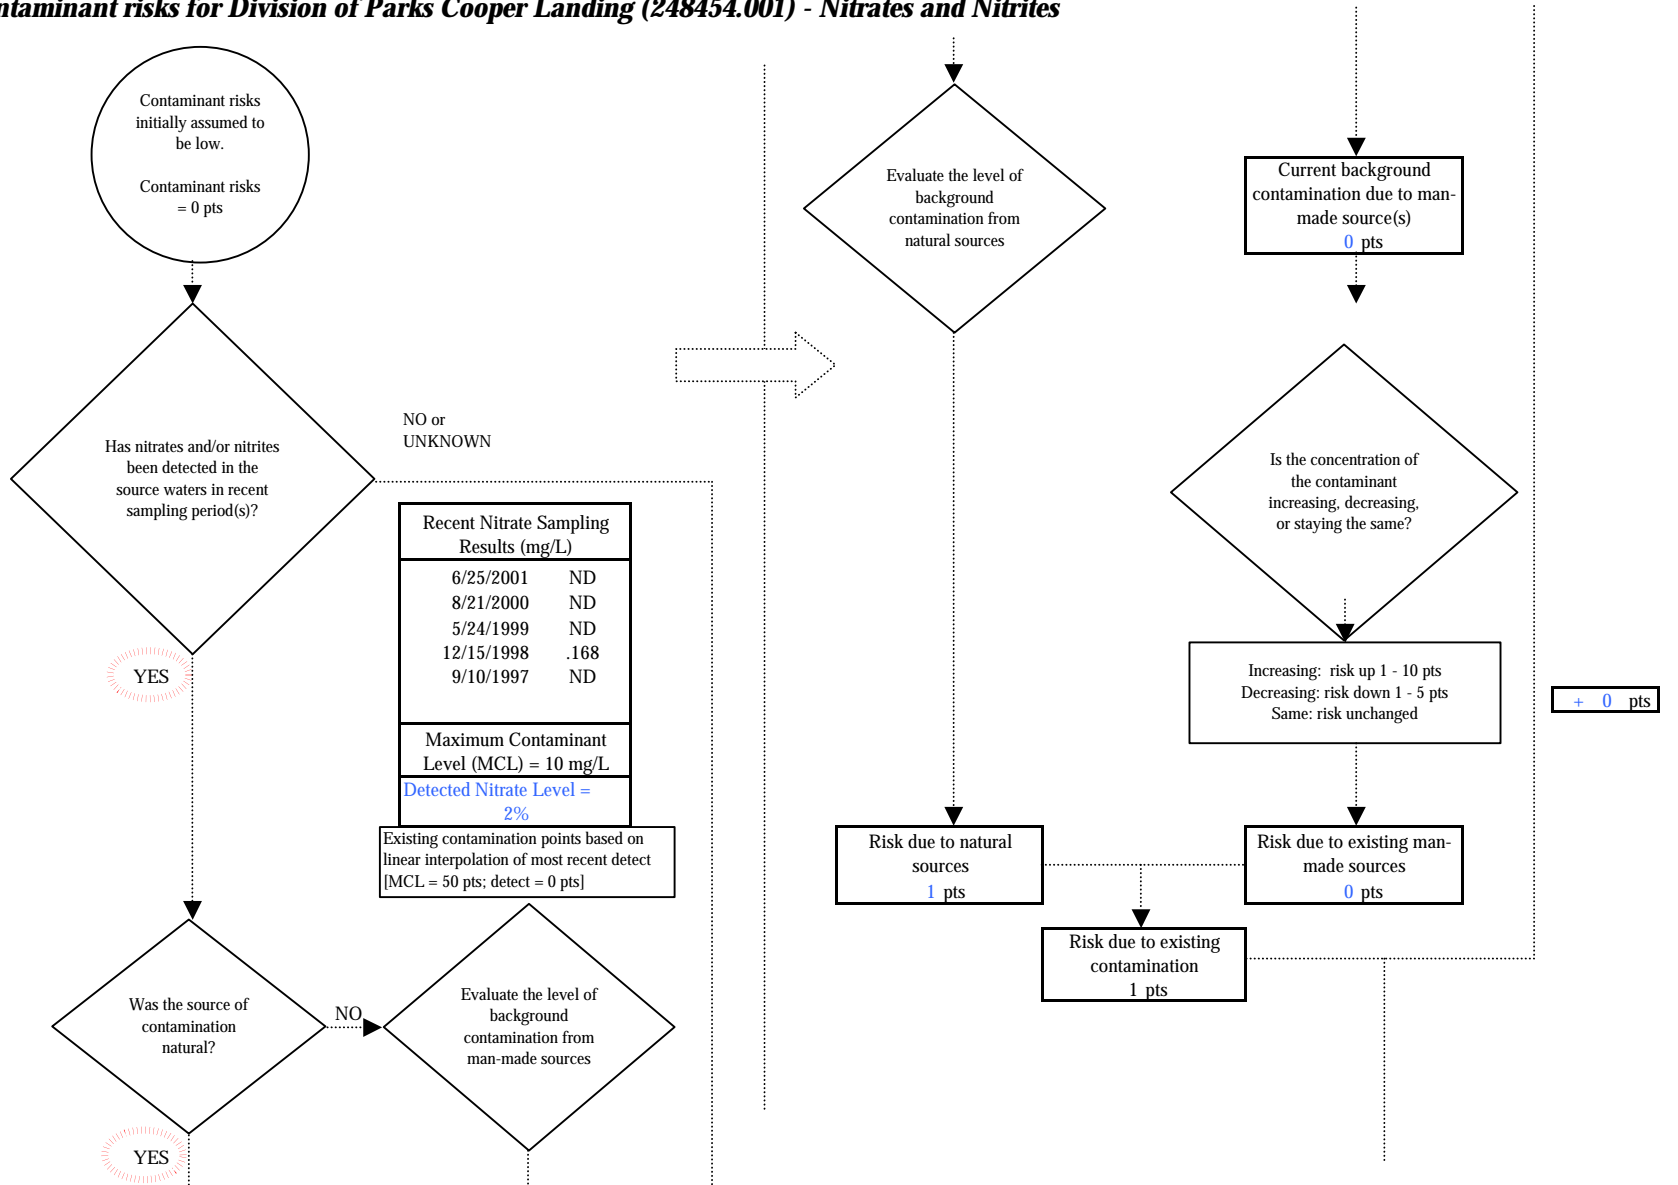 ntaminant risks for Division of Parks Cooper Landing (248454.001) - Nitrates and Nitrites
Contaminant risks
initially assumed to
be low.
Contaminant risks
= 0 pts
Has nitrates and/or nitrites
been detected in the
source waters in recent
sampling period(s)?
NO or
UNKNOWN
YES
Recent Nitrate Sampling
Results (mg/L)
6/25/2001 ND
8/21/2000 ND
5/24/1999 ND
12/15/1998 .168
9/10/1997 ND
Maximum Contaminant
Level (MCL) = 10 mg/L
Detected Nitrate Level =
2%
Existing contamination points based on
linear interpolation of most recent detect
[MCL = 50 pts; detect = 0 pts]
Was the source of
contamination
natural?
NO
YES
Evaluate the level of
background
contamination from
man-made sources
Evaluate the level of
background
contamination from
natural sources
Current background
contamination due to man-
made source(s)
0 pts
Is the concentration of
the contaminant
increasing, decreasing,
or staying the same?
Increasing: risk up 1 - 10 pts
Decreasing: risk down 1 - 5 pts
Same: risk unchanged
+ 0 pts
Risk due to natural
sources
1 pts
Risk due to existing man-
made sources
0 pts
Risk due to existing
contamination
1 pts